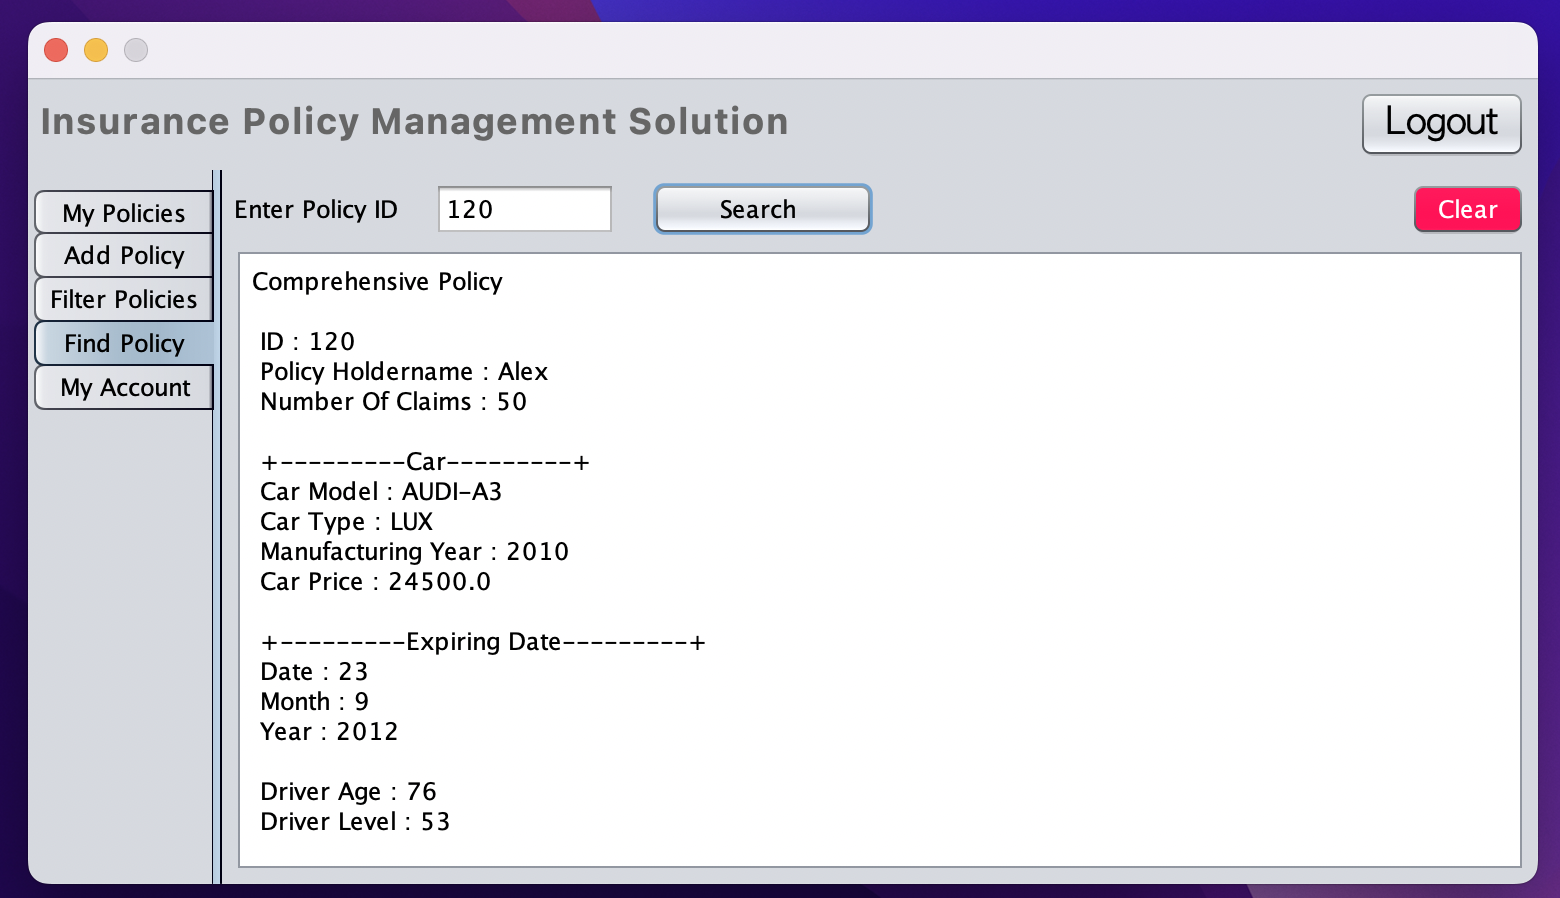 Insurance Policy Management Solution
Logout
My Policies
Add Policy
Filter Policies
Find Policy
My Account
Enter Policy ID 120 Search Clear
Comprehensive Policy
ID : 120
Policy Holdername : Alex
Number Of Claims : 50
+---------Car---------+
Car Model : AUDI-A3
Car Type : LUX
Manufacturing Year : 2010
Car Price : 24500.0
+---------Expiring Date---------+
Date : 23
Month : 9
Year : 2012
Driver Age : 76
Driver Level : 53